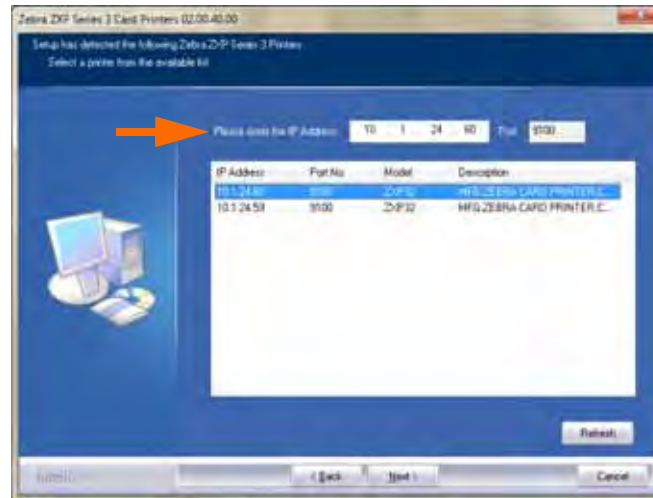 Zebra ZXP Series 3 Card Printers 02.00.40.00
Setup has detected the following Zebra ZXP Series 3 Printers
Select a printer from the available list
Please enter the IP Address: 10 . 1 . 24 . 60 Port 9100
IP Address Port No Model Description
10.1.24.60 9100 ZXP32 MFG:ZEBRA CARD PRINTER;C...
10.1.24.59 9100 ZXP32 MFG:ZEBRA CARD PRINTER;C...
Refresh
< Back Next > Cancel